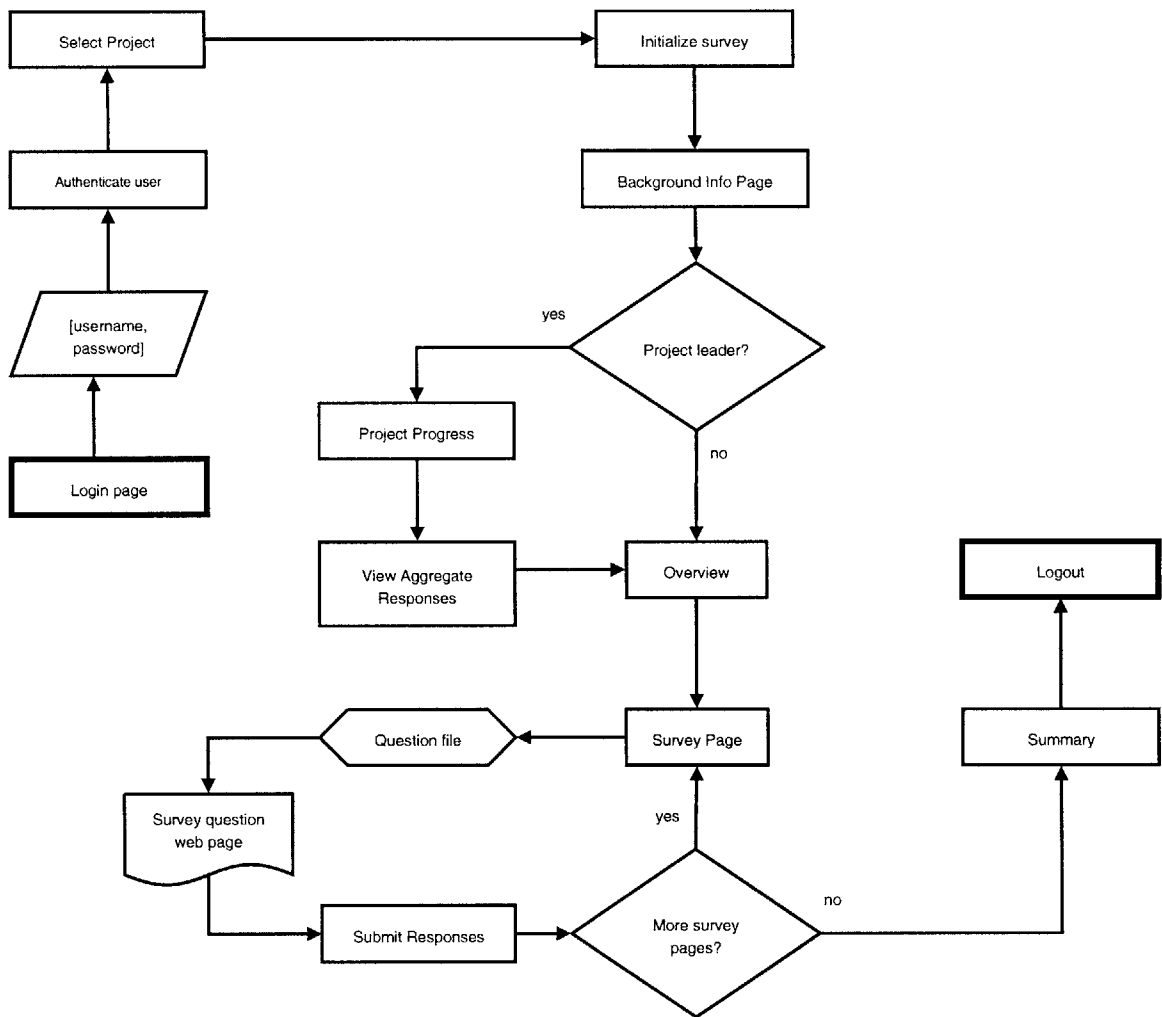 Select Project
Initialize survey
Authenticate user
Background Info Page
[username,
password]
yes
Project leader?
Project Progress
no
Login page
View Aggregate
Responses
Overview
Logout
Question file
Survey Page
Summary
Survey question
web page
yes
no
Submit Responses
More survey
pages?